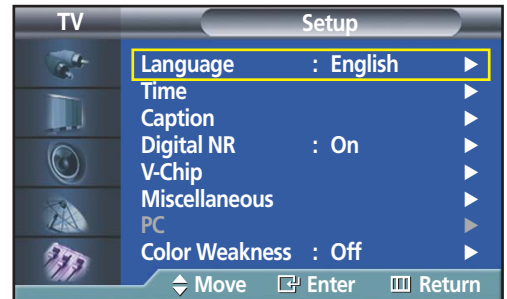 TV Setup
Language : English
Time
Caption
Digital NR : On
V-Chip
Miscellaneous
PC
Color Weakness : Off
Move Enter Return